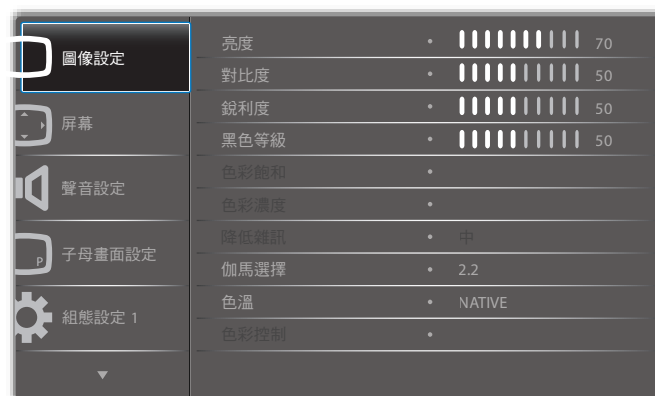 圖像設定
屏幕
聲音設定
P
子母畫面設定
組態設定 1
亮度 • 70
對比度 • 50
銳利度 • 50
黑色等級 • 50
色彩飽和 •
色彩濃度 •
降低雜訊 • 中
伽馬選擇 • 2.2
色溫 • NATIVE
色彩控制 •